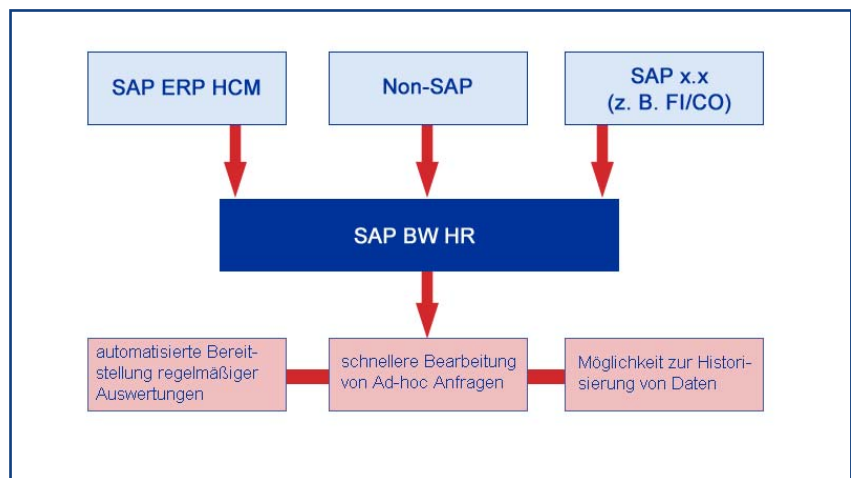 SAP ERP HCM
Non-SAP
SAP x.x
(z. B. FI/CO)
SAP BW HR
automatisierte Bereit-
stellung regelmäßiger
Auswertungen
schnellere Bearbeitung
von Ad-hoc Anfragen
Möglichkeit zur Histori-
sierung von Daten